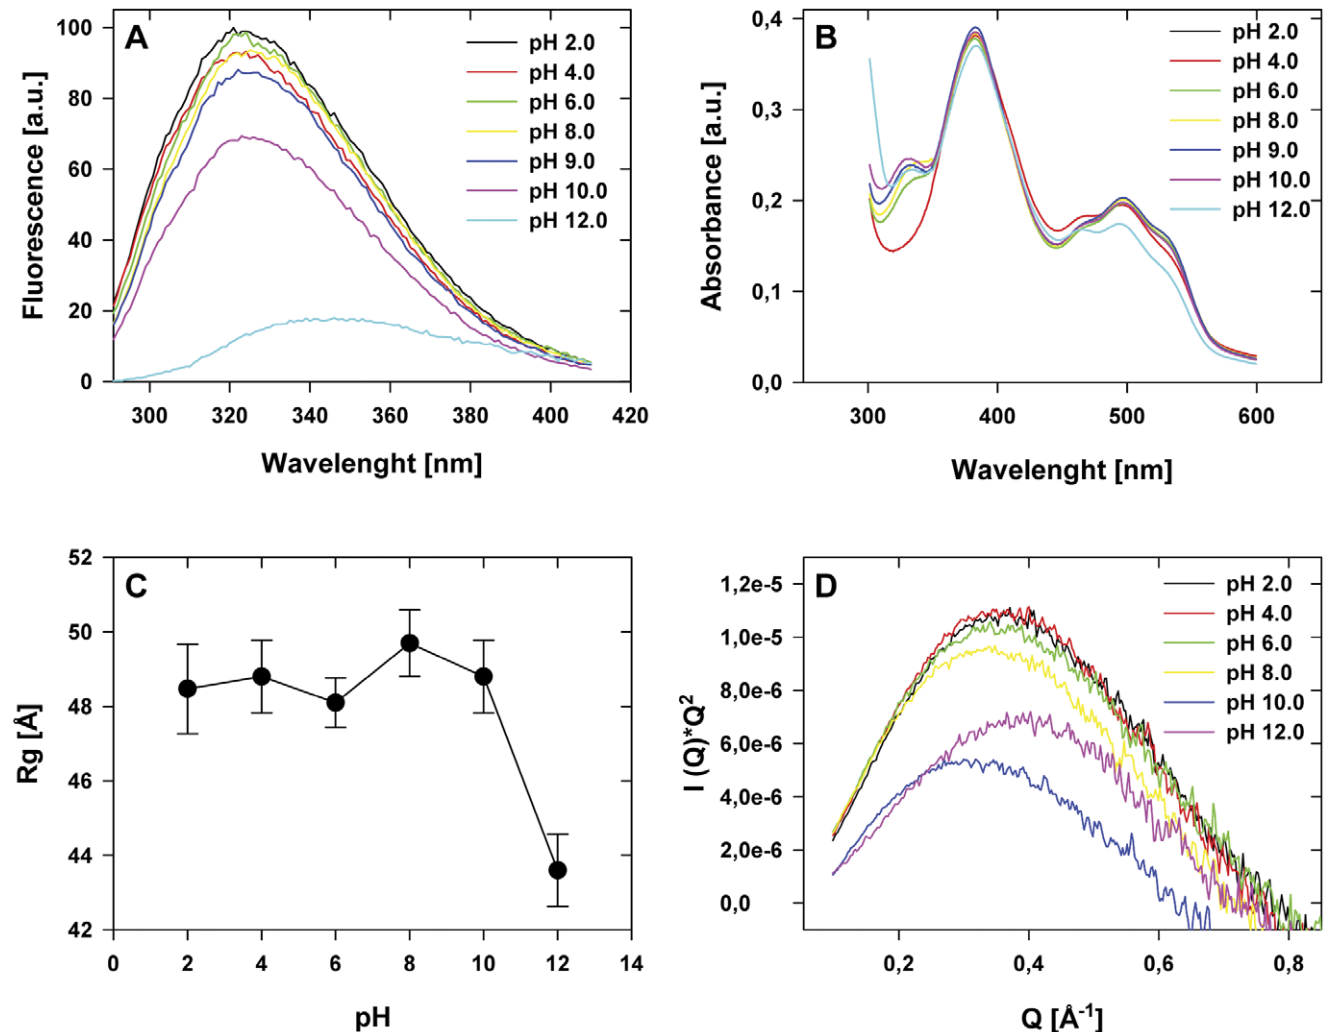 A
Fluorescence [a.u.]
100
80
60
40
20
0
pH 2.0
pH 4.0
pH 6.0
pH 8.0
pH 9.0
pH 10.0
pH 12.0
300 320 340 360 380 400 420
Wavelenght [nm]
B
Absorbance [a.u.]
0,4
0,3
0,2
0,1
0,0
pH 2.0
pH 4.0
pH 6.0
pH 8.0
pH 9.0
pH 10.0
pH 12.0
300 400 500 600
Wavelenght [nm]
C
Rg [Å]
52
50
48
46
44
42
0 2 4 6 8 10 12 14
pH
D
I (Q)*Q²
1,2e-5
1,0e-5
8,0e-6
6,0e-6
4,0e-6
2,0e-6
0,0
pH 2.0
pH 4.0
pH 6.0
pH 8.0
pH 10.0
pH 12.0
0,2 0,4 0,6 0,8
Q [Å⁻¹]